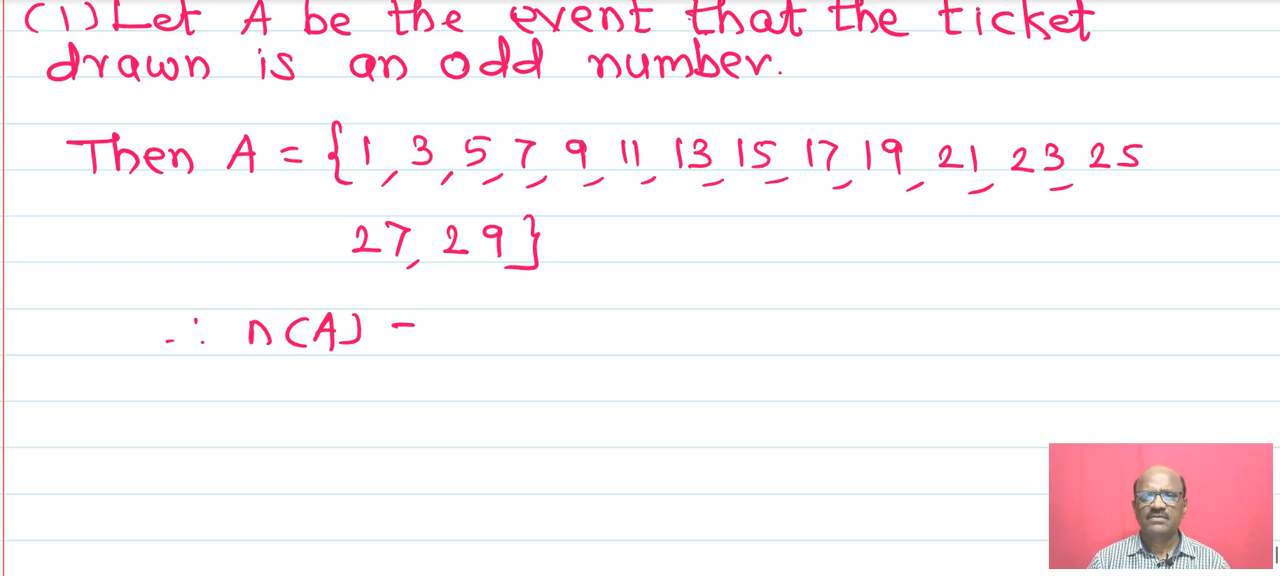 (1) Let A be the event that the ticket
drawn is an odd number.
Then A = {1, 3, 5, 7, 9, 11, 13, 15, 17, 19, 21, 23, 25
27, 29}
∴ n(A) -